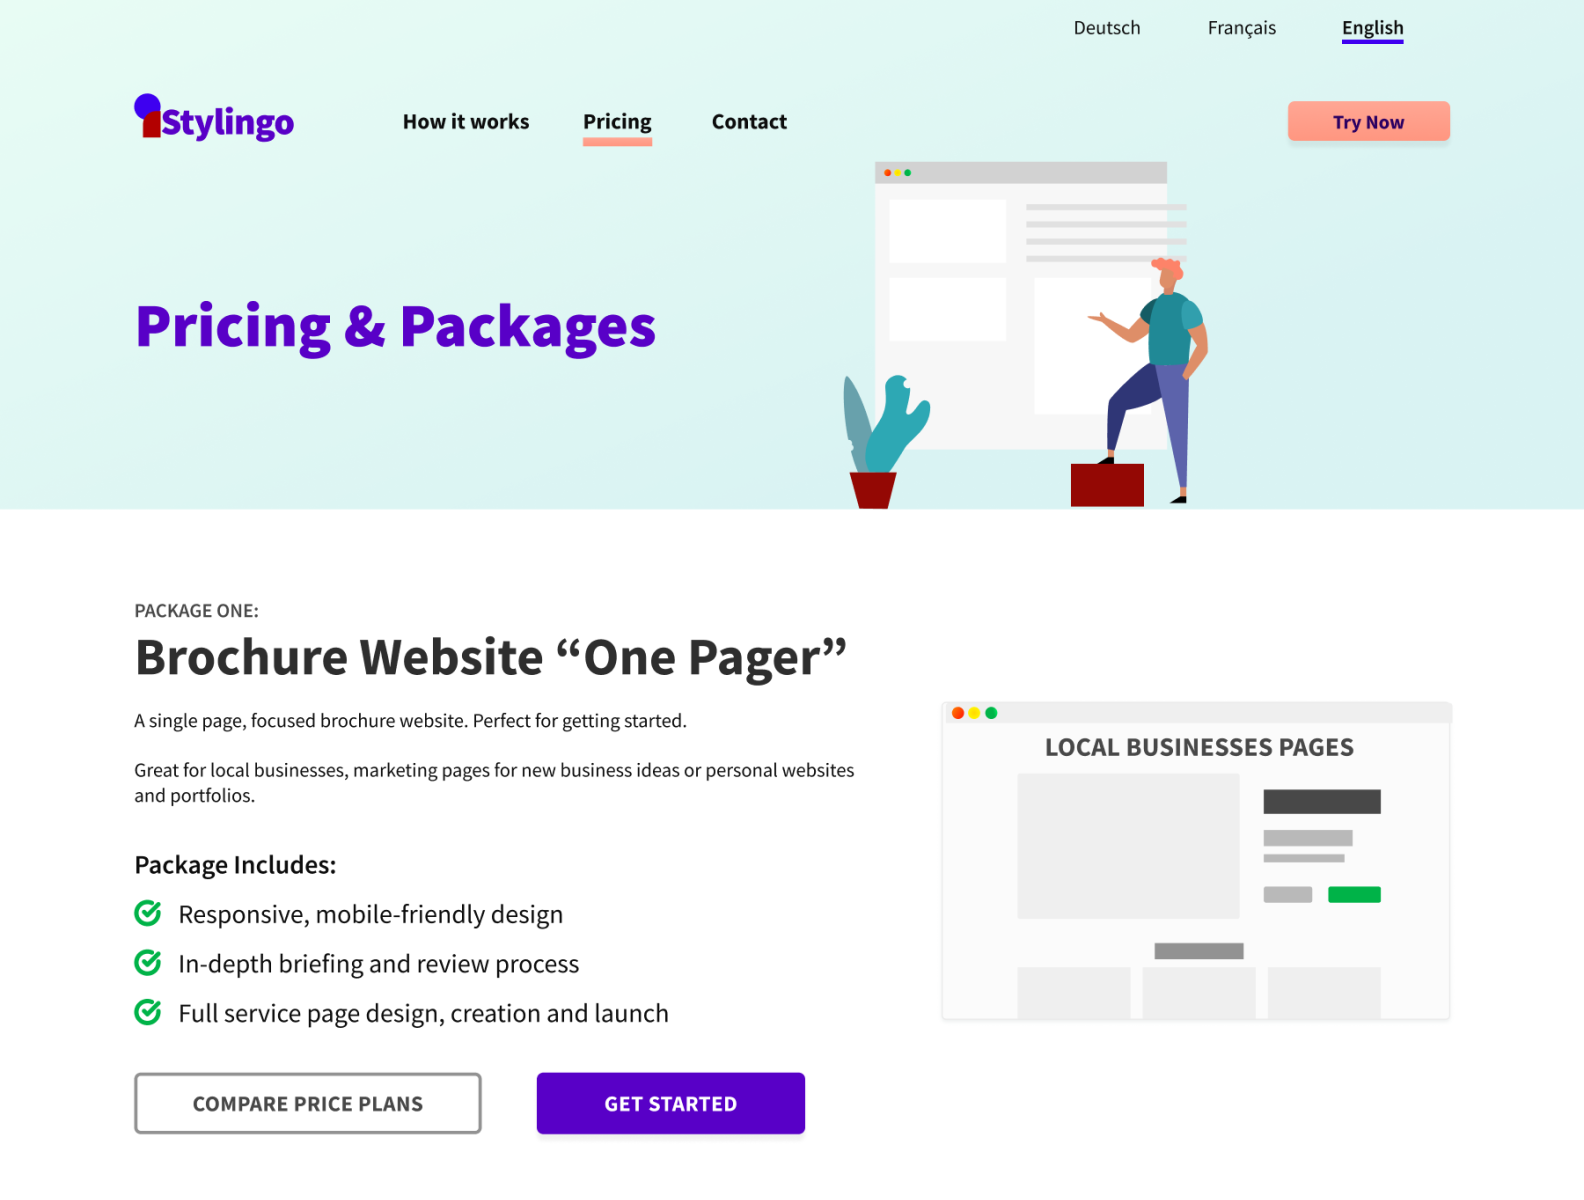 Deutsch Français English
Stylingo How it works Pricing Contact Try Now
Pricing & Packages
PACKAGE ONE:
Brochure Website “One Pager”
A single page, focused brochure website. Perfect for getting started.
Great for local businesses, marketing pages for new business ideas or personal websites
and portfolios.
LOCAL BUSINESSES PAGES
Package Includes:
Responsive, mobile-friendly design
In-depth briefing and review process
Full service page design, creation and launch
COMPARE PRICE PLANS GET STARTED